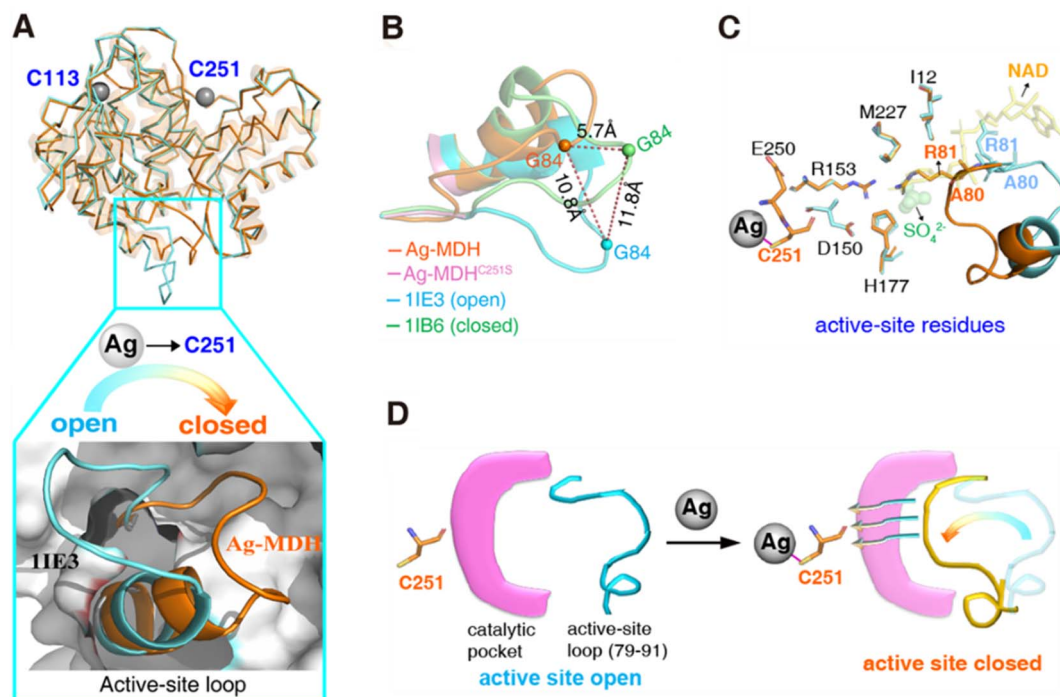 A
C113
C251
Ag → C251
open
closed
1IE3
Ag-MDH
Active-site loop
B
5.7Å
G84
G84
10.8Å
11.8Å
G84
Ag-MDH
Ag-MDH^C251S
1IE3 (open)
1IB6 (closed)
C
I12
NAD
M227
R81
R81
E250
R153
A80
A80
Ag
SO₄²⁻
C251
D150
H177
active-site residues
D
Ag
Ag
C251
C251
catalytic
pocket
active-site
loop (79-91)
active site open
active site closed